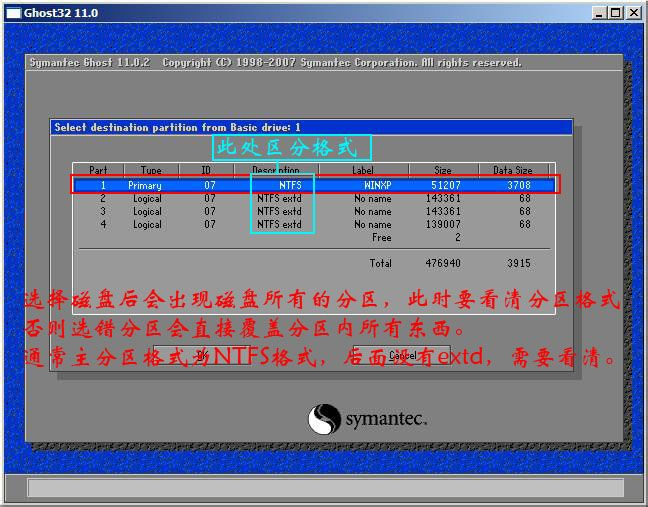 Ghost32 11.0
Symantec Ghost 11.0.2 Copyright (C) 1998-2007 Symantec Corporation. All rights reserved.
Select destination partition from Basic drive: 1
此处区分格式
Part Type ID Description Label Size Data Size
1 Primary 07 NTFS WINXP 51207 3708
2 Logical 07 NTFS extd No name 143361 68
3 Logical 07 NTFS extd No name 143361 68
4 Logical 07 NTFS extd No name 139007 68
Free 2
Total 476940 3915
选择磁盘后会出现磁盘所有的分区，此时要看清分区格式
否则选错分区会直接覆盖分区内所有东西。
通常主分区格式为NTFS格式，后面没有extd，需要看清。
OK Cancel
symantec.